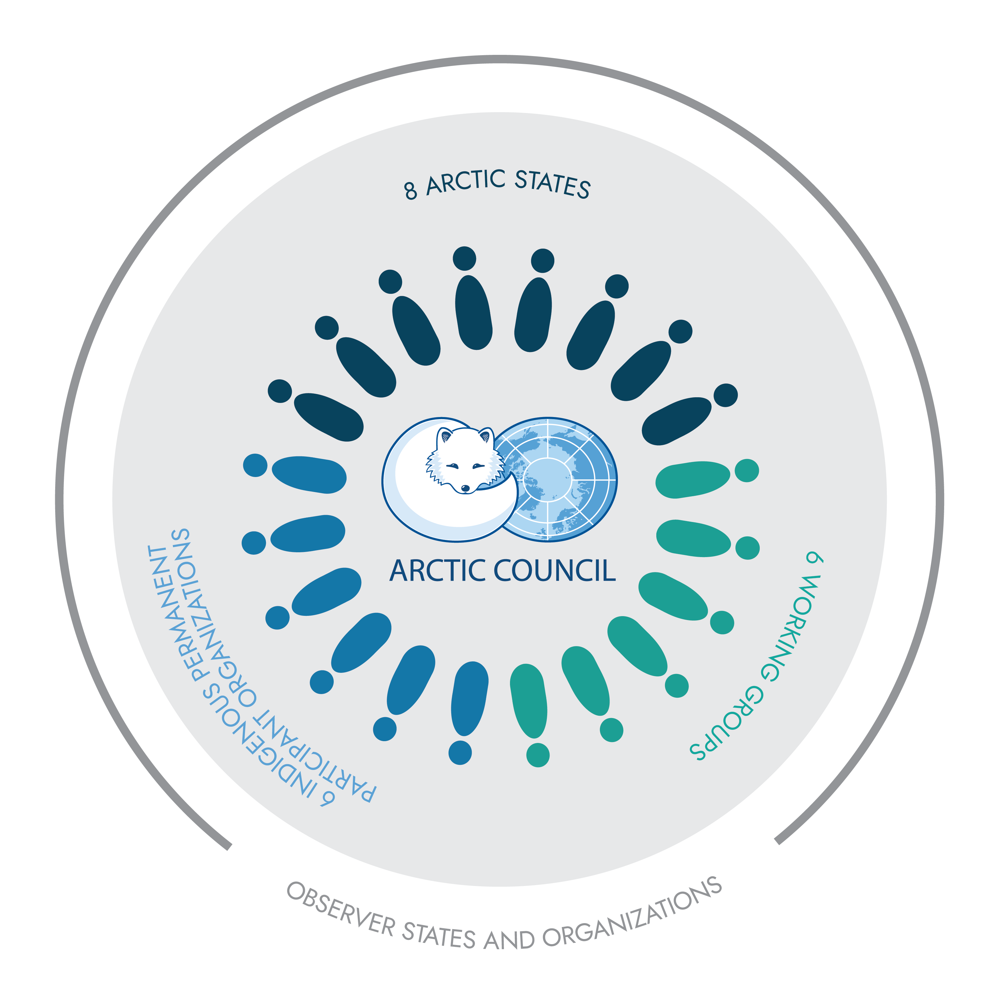 8 ARCTIC STATES
ARCTIC COUNCIL
6 INDIGENOUS PERMANENT
PARTICIPANT ORGANIZATIONS
6 WORKING GROUPS
OBSERVER STATES AND ORGANIZATIONS